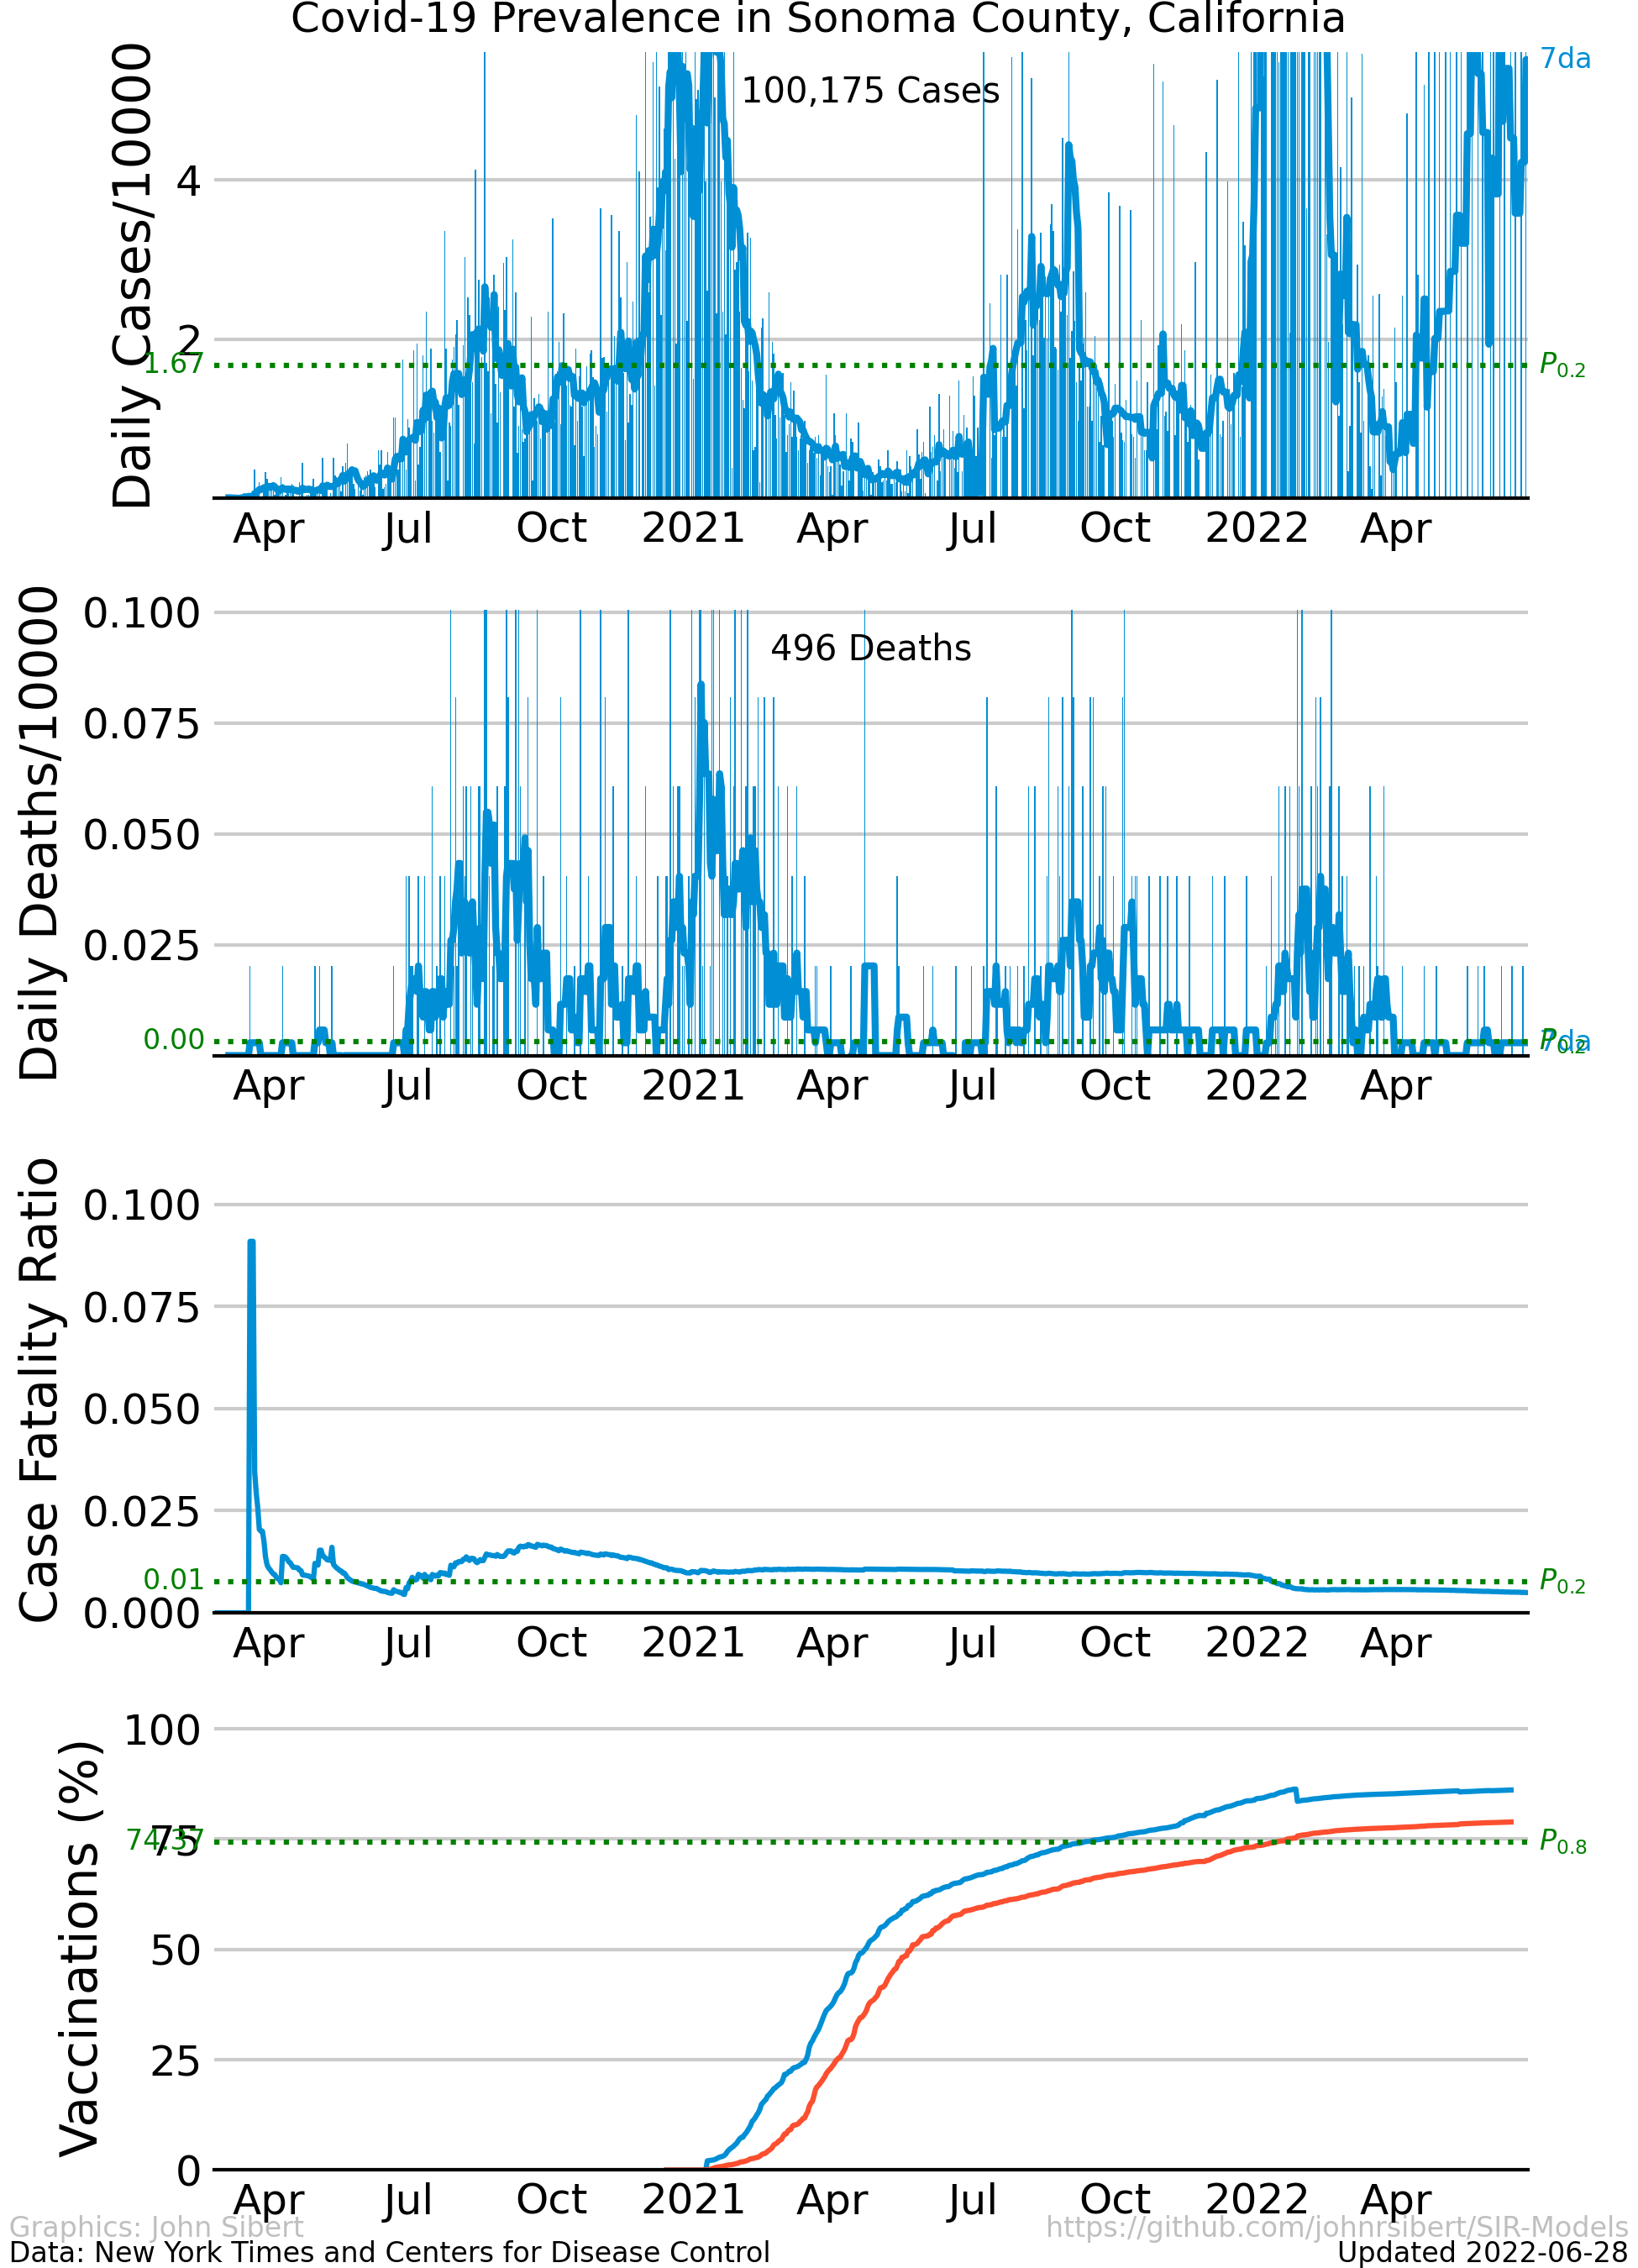 Covid-19 Prevalence in Sonoma County, California
Daily Cases/10000
100,175 Cases
7da
4
2
1.67
P0.2
Apr Jul Oct 2021 Apr Jul Oct 2022 Apr
Daily Deaths/10000
496 Deaths
0.100
0.075
0.050
0.025
0.00
7da
P0.2
Apr Jul Oct 2021 Apr Jul Oct 2022 Apr
Case Fatality Ratio
0.100
0.075
0.050
0.025
0.01
P0.2
0.000
Apr Jul Oct 2021 Apr Jul Oct 2022 Apr
Vaccinations (%)
100
75
74.37
P0.8
50
25
0
Apr Jul Oct 2021 Apr Jul Oct 2022 Apr
Graphics: John Sibert
https://github.com/johnrsibert/SIR-Models
Data: New York Times and Centers for Disease Control
Updated 2022-06-28